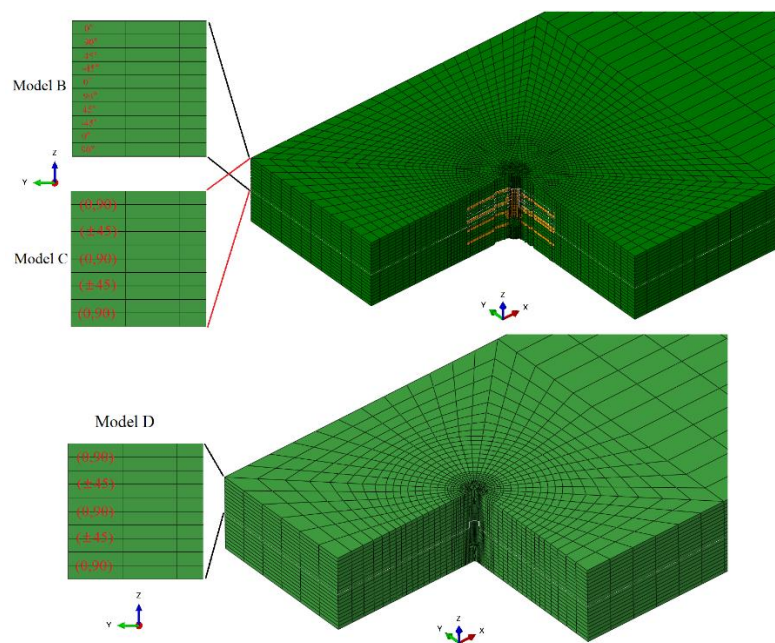 Model B
0°
90°
45°
-45°
0°
90°
45°
-45°
0°
90°
Z
Y
Model C
(0,90)
(±45)
(0,90)
(±45)
(0,90)
Z
Y
X
Model D
(0,90)
(±45)
(0,90)
(±45)
(0,90)
Z
Y
Z
Y
X